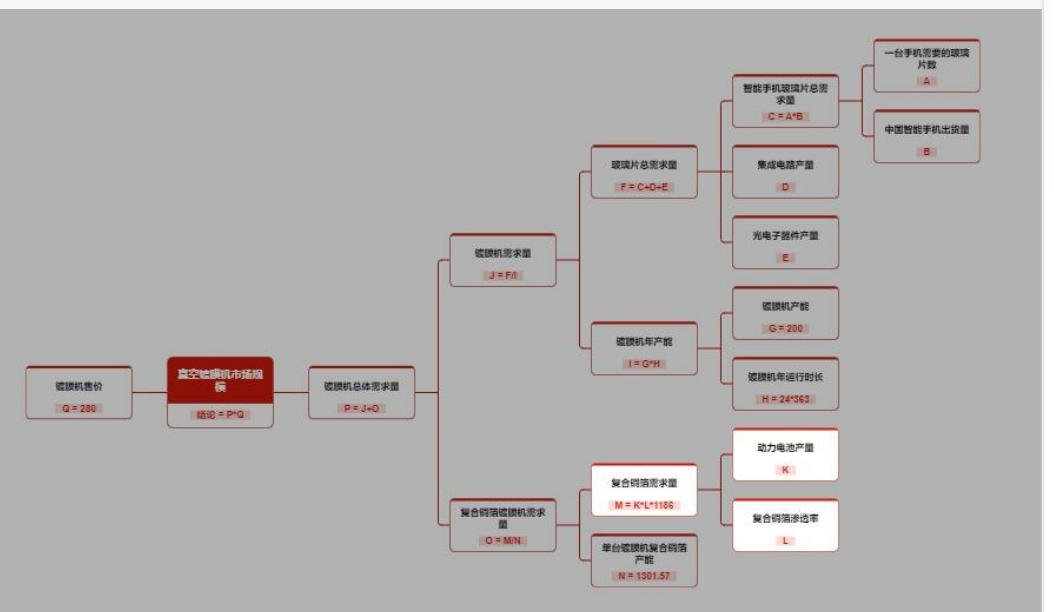 一台手机需要的玻璃
片数
A
智能手机玻璃片总需
求量
C = A*B
中国智能手机出货量
B
玻璃片总需求量
F = C+D+E
集成电路产量
D
光电子器件产量
E
镀膜机需求量
J = F/I
镀膜机产能
G = 200
镀膜机年产能
I = G*H
镀膜机年运行时长
H = 24*363
镀膜机售价
Q = 280
真空镀膜机市场规
模
结论 = P*Q
镀膜机总体需求量
P = J+O
动力电池产量
K
复合铜箔需求量
M = K*L*1186
复合铜箔渗透率
L
复合铜箔镀膜机需求
量
O = M/N
单台镀膜机复合铜箔
产能
N = 1301.57